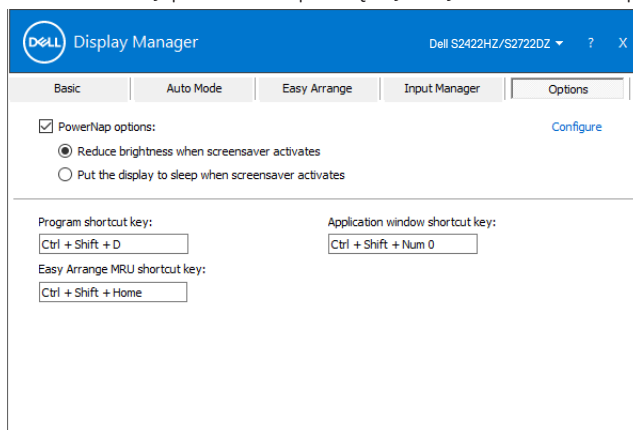 DELL Display Manager Dell S2422HZ/S2722DZ ? X
Basic Auto Mode Easy Arrange Input Manager Options
PowerNap options: Configure
Reduce brightness when screensaver activates
Put the display to sleep when screensaver activates
Program shortcut key: Application window shortcut key:
Ctrl + Shift + D Ctrl + Shift + Num 0
Easy Arrange MRU shortcut key:
Ctrl + Shift + Home